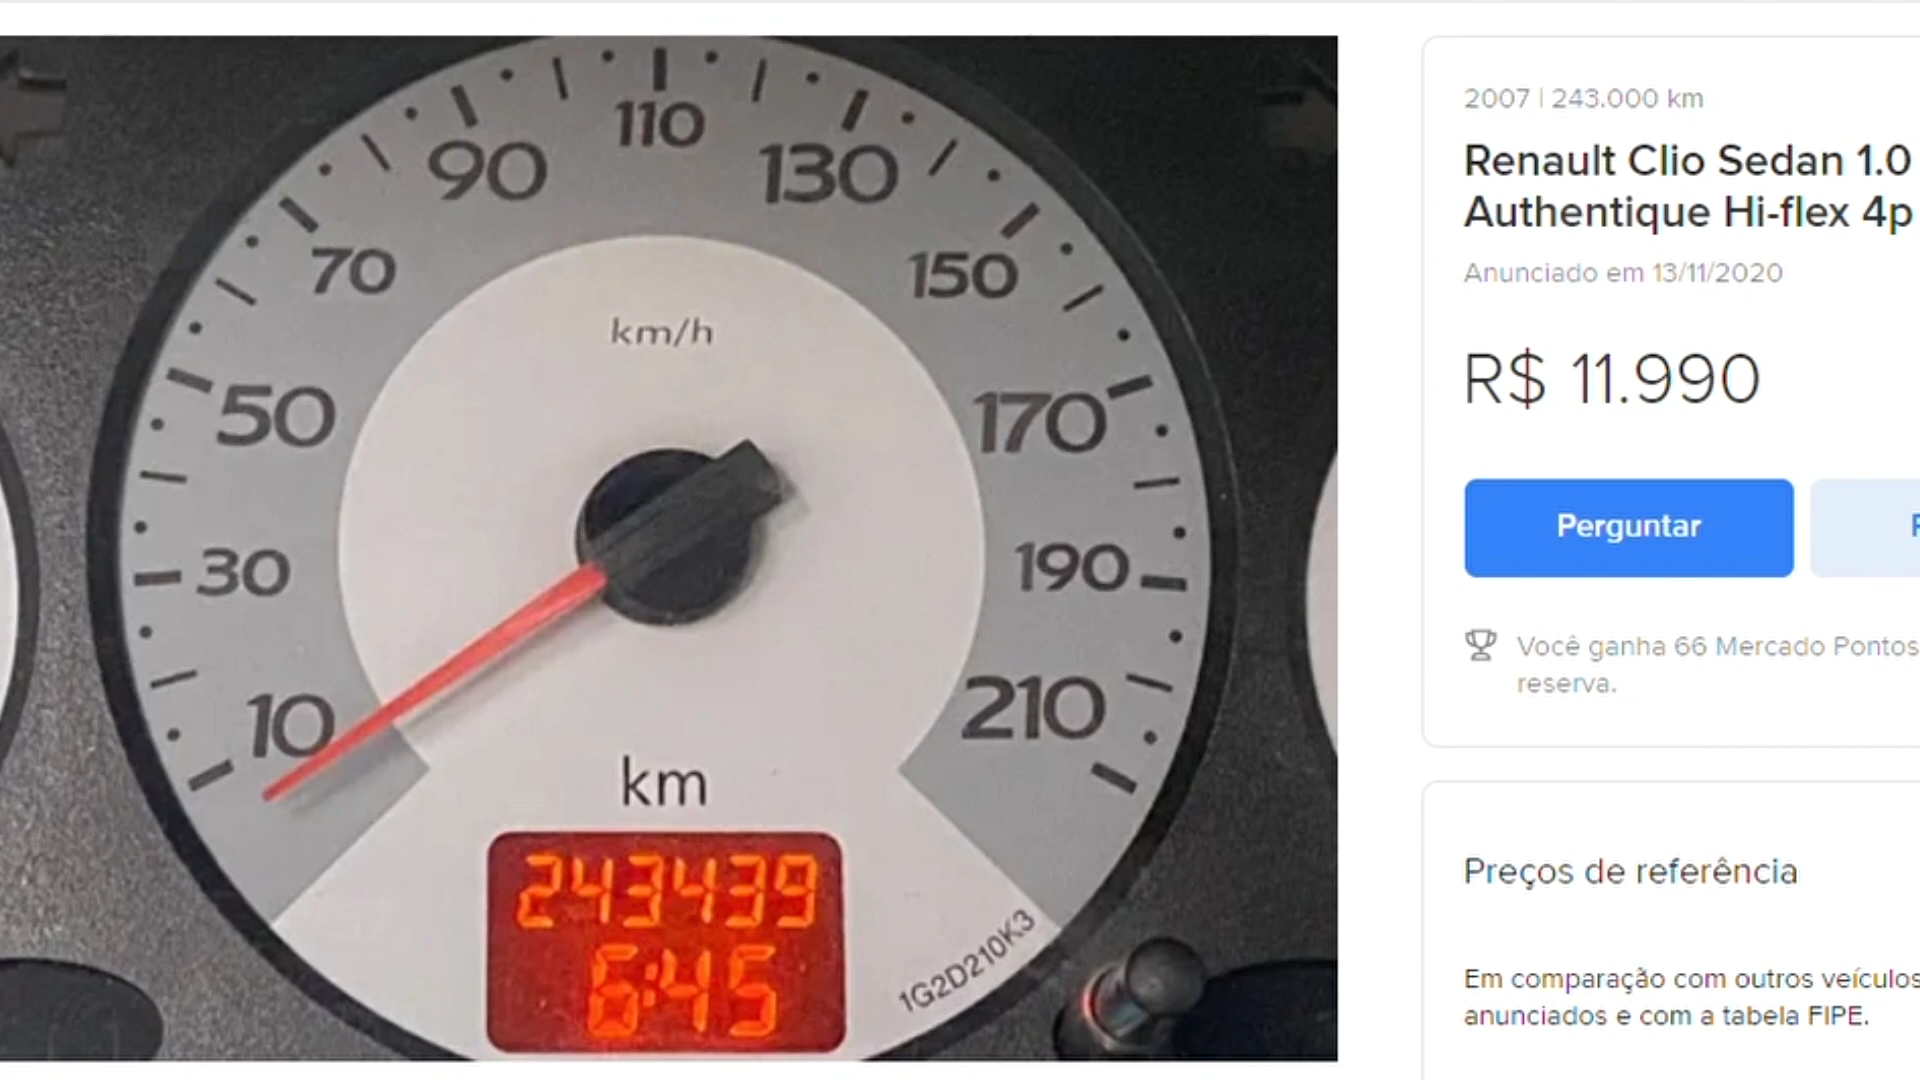 110
90
130
70
150
km/h
50
170
30
190
10
210
km
243439
6:45
1G2D210K3
2007 | 243.000 km
Renault Clio Sedan 1.0
Authentique Hi-flex 4p
Anunciado em 13/11/2020
R$ 11.990
Perguntar
Você ganha 66 Mercado Pontos
reserva.
Preços de referência
Em comparação com outros veículos
anunciados e com a tabela FIPE.